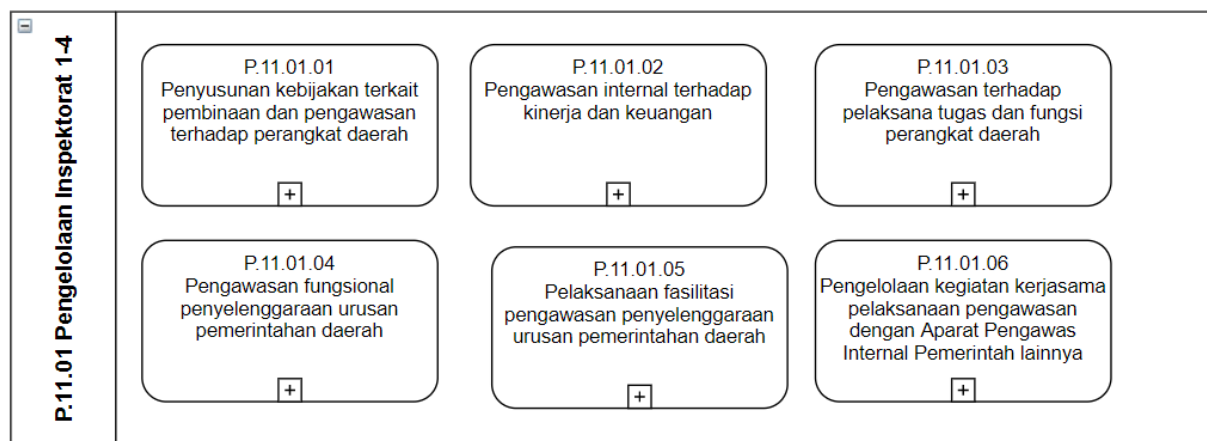 P.11.01 Pengelolaan Inspektorat 1-4
P.11.01.01
Penyusunan kebijakan terkait
pembinaan dan pengawasan
terhadap perangkat daerah
P.11.01.02
Pengawasan internal terhadap
kinerja dan keuangan
P.11.01.03
Pengawasan terhadap
pelaksana tugas dan fungsi
perangkat daerah
P.11.01.04
Pengawasan fungsional
penyelenggaraan urusan
pemerintahan daerah
P.11.01.05
Pelaksanaan fasilitasi
pengawasan penyelenggaraan
urusan pemerintahan daerah
P.11.01.06
Pengelolaan kegiatan kerjasama
pelaksanaan pengawasan
dengan Aparat Pengawas
Internal Pemerintah lainnya